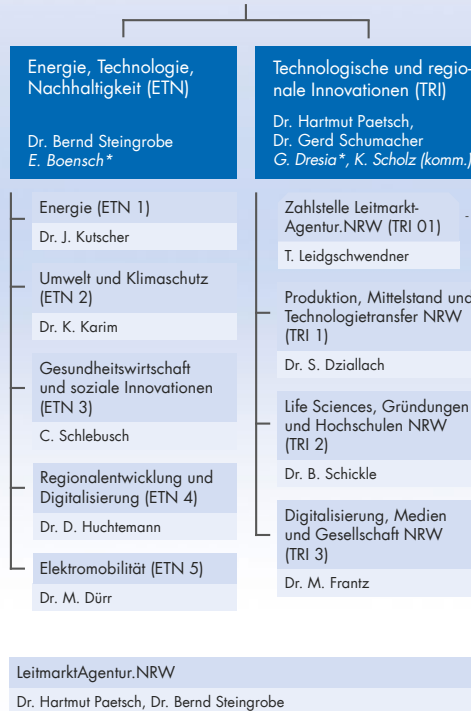 Energie, Technologie,
Nachhaltigkeit (ETN)
Dr. Bernd Steingrobe
E. Boensch*
Energie (ETN 1)
Dr. J. Kutscher
Umwelt und Klimaschutz
(ETN 2)
Dr. K. Karim
Gesundheitswirtschaft
und soziale Innovationen
(ETN 3)
C. Schlebusch
Regionalentwicklung und
Digitalisierung (ETN 4)
Dr. D. Huchtemann
Elektromobilität (ETN 5)
Dr. M. Dürr
Technologische und regio-
nale Innovationen (TRI)
Dr. Hartmut Paetsch,
Dr. Gerd Schumacher
G. Dresia*, K. Scholz (komm.)
Zahlstelle Leitmarkt-
Agentur.NRW (TRI 01)
T. Leidgschwendner
Produktion, Mittelstand und
Technologietransfer NRW
(TRI 1)
Dr. S. Dziallach
Life Sciences, Gründungen
und Hochschulen NRW
(TRI 2)
Dr. B. Schickle
Digitalisierung, Medien
und Gesellschaft NRW
(TRI 3)
Dr. M. Frantz
LeitmarktAgentur.NRW
Dr. Hartmut Paetsch, Dr. Bernd Steingrobe